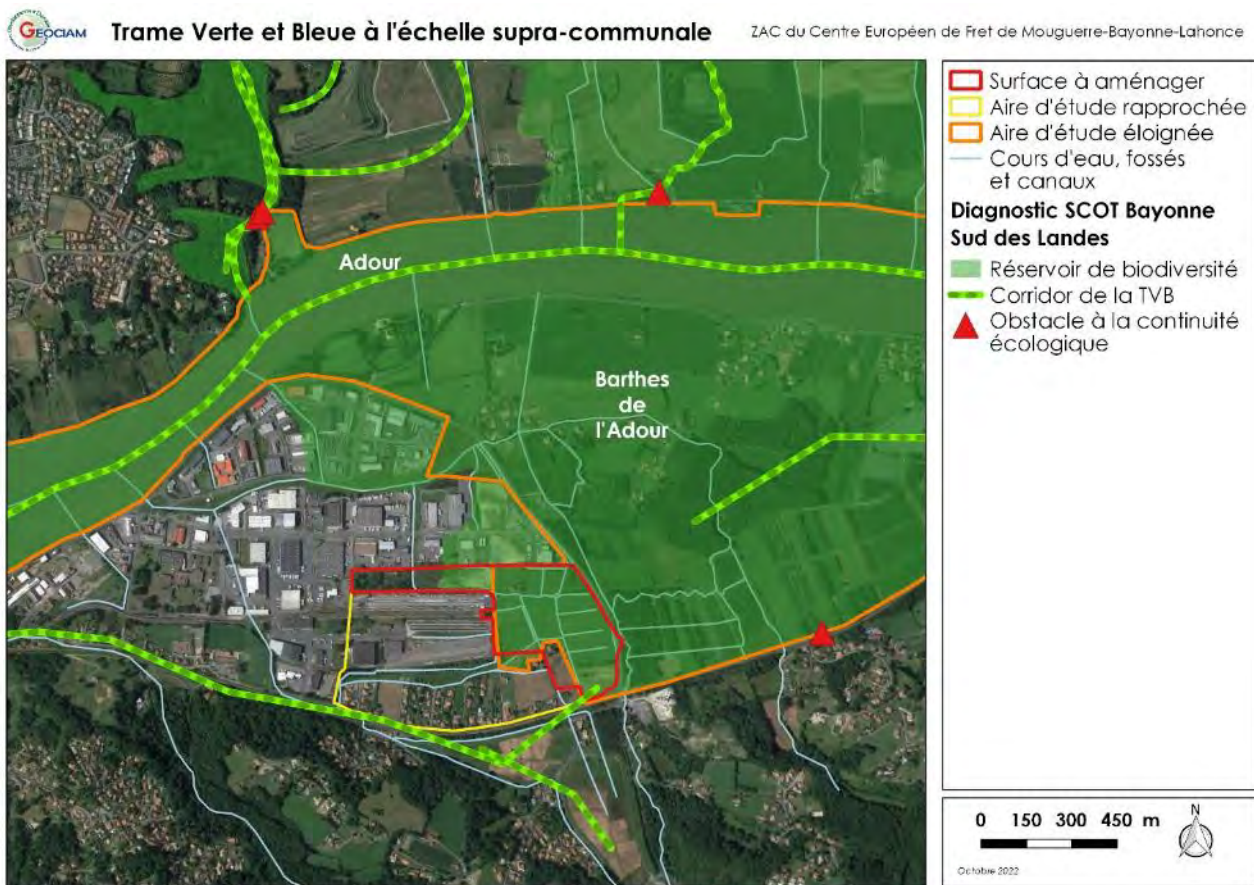 GEOCIAM
Trame Verte et Bleue à l'échelle supra-communale
ZAC du Centre Européen de Fret de Mouguerre-Bayonne-Lahonce
Surface à aménager
Aire d'étude rapprochée
Aire d'étude éloignée
Cours d'eau, fossés
et canaux
Diagnostic SCOT Bayonne
Sud des Landes
Réservoir de biodiversité
Corridor de la TVB
Obstacle à la continuité
écologique
Adour
Barthes
de
l'Adour
0 150 300 450 m
N
Octobre 2022